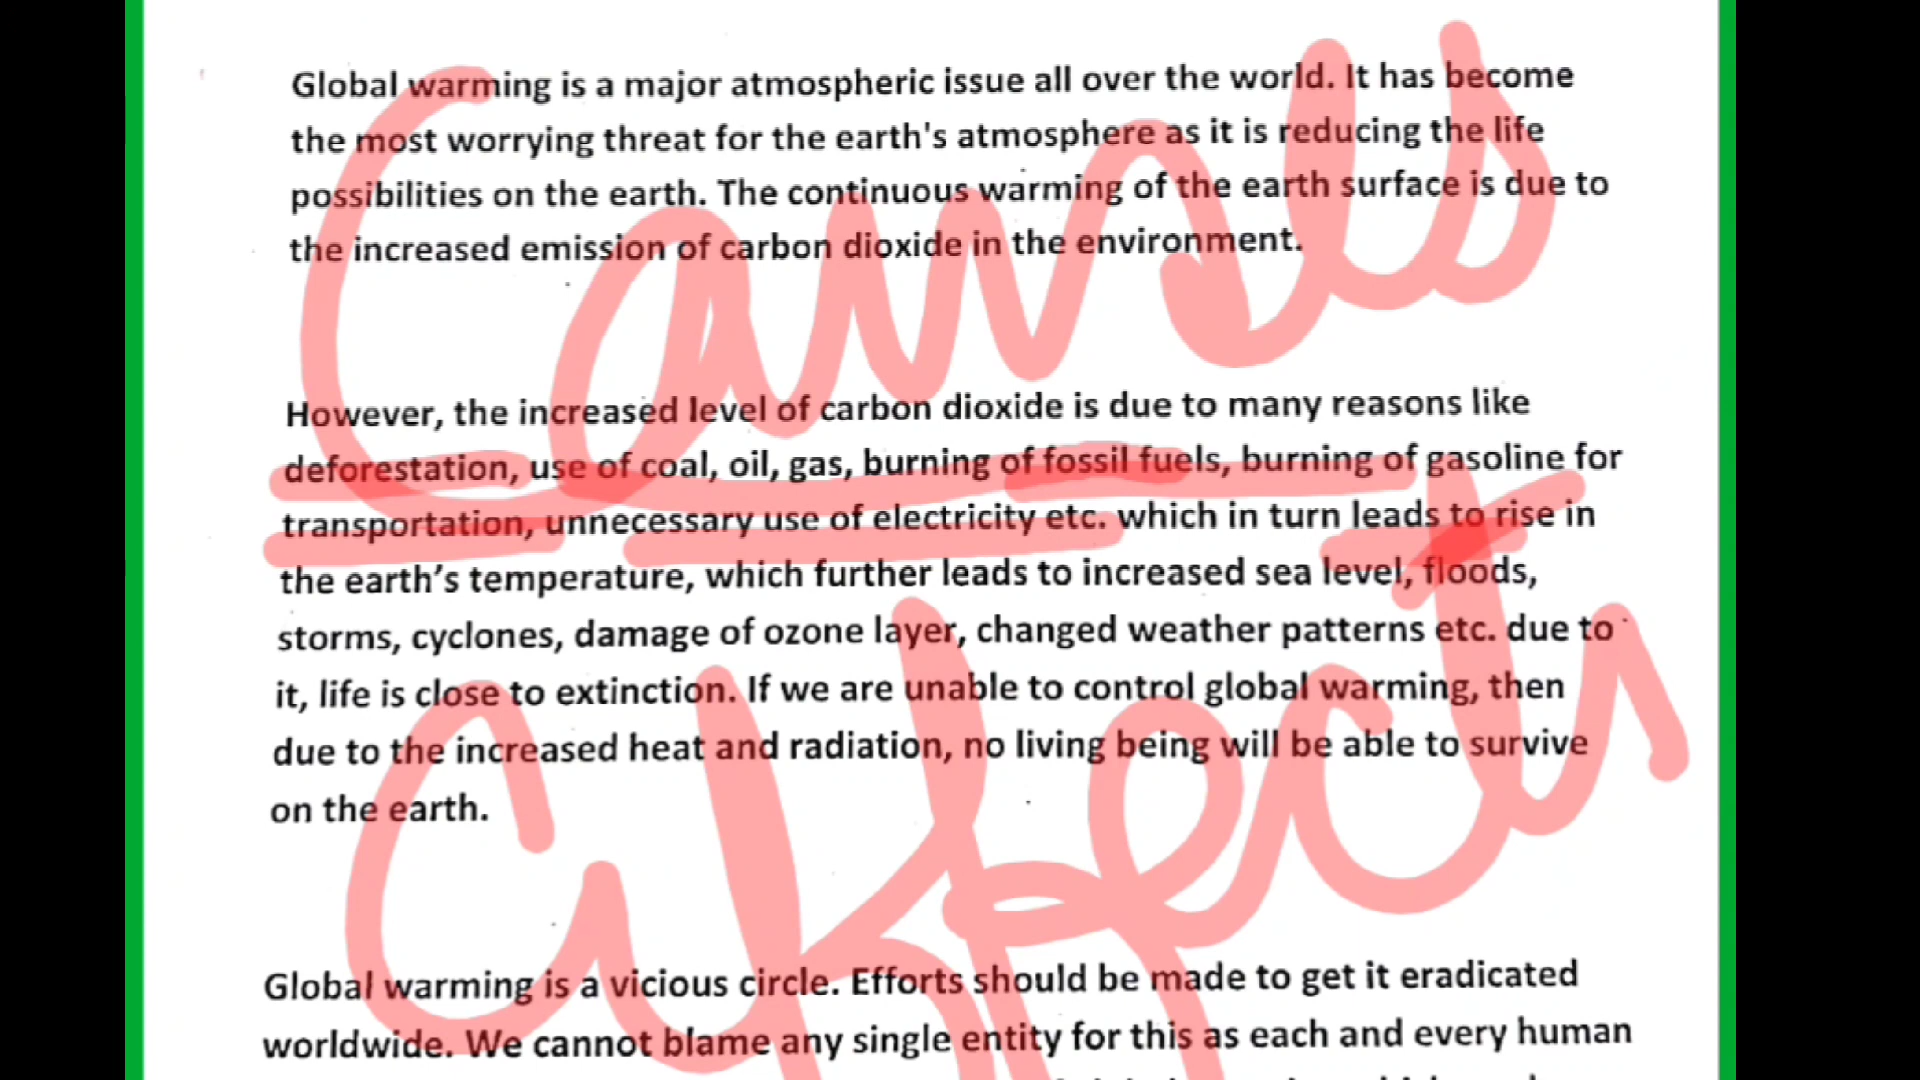 Global warming is a major atmospheric issue all over the world. It has become
the most worrying threat for the earth's atmosphere as it is reducing the life
possibilities on the earth. The continuous warming of the earth surface is due to
the increased emission of carbon dioxide in the environment.
Causes
However, the increased level of carbon dioxide is due to many reasons like
deforestation, use of coal, oil, gas, burning of fossil fuels, burning of gasoline for
transportation, unnecessary use of electricity etc. which in turn leads to rise in
the earth’s temperature, which further leads to increased sea level, floods,
storms, cyclones, damage of ozone layer, changed weather patterns etc. due to
it, life is close to extinction. If we are unable to control global warming, then
due to the increased heat and radiation, no living being will be able to survive
on the earth.
Effects
Global warming is a vicious circle. Efforts should be made to get it eradicated
worldwide. We cannot blame any single entity for this as each and every human